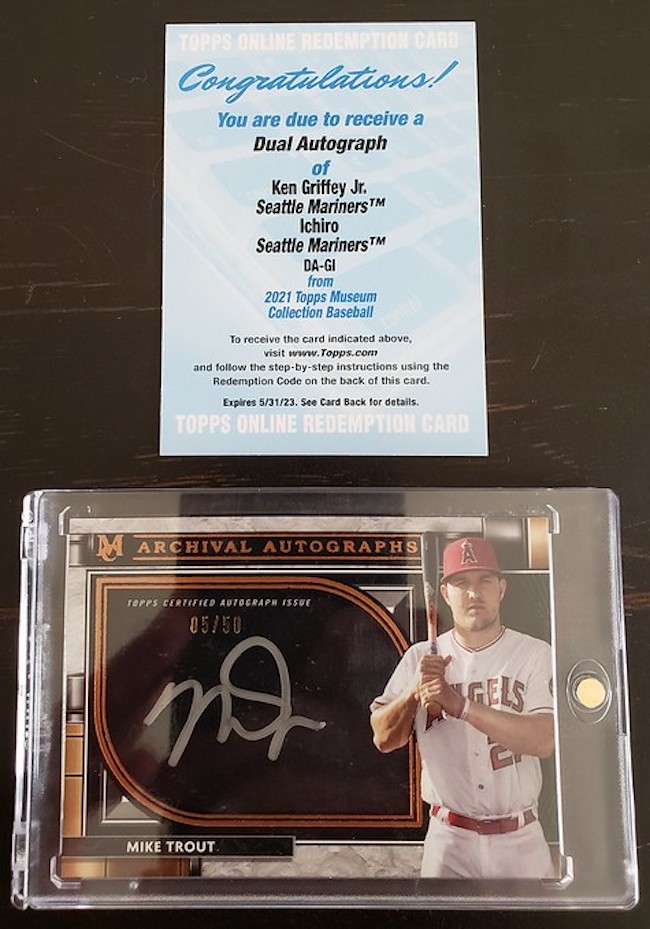 TOPPS ONLINE REDEMPTION CARD
Congratulations!
You are due to receive a
Dual Autograph
of
Ken Griffey Jr.
Seattle Mariners™
Ichiro
Seattle Mariners™
DA-GI
from
2021 Topps Museum
Collection Baseball
To receive the card indicated above,
visit www.Topps.com
and follow the step-by-step instructions using the
Redemption Code on the back of this card.
Expires 5/31/23. See Card Back for details.
TOPPS ONLINE REDEMPTION CARD
MC ARCHIVAL AUTOGRAPHS
TOPPS CERTIFIED AUTOGRAPH ISSUE
05/50
A
ANGELS
MIKE TROUT